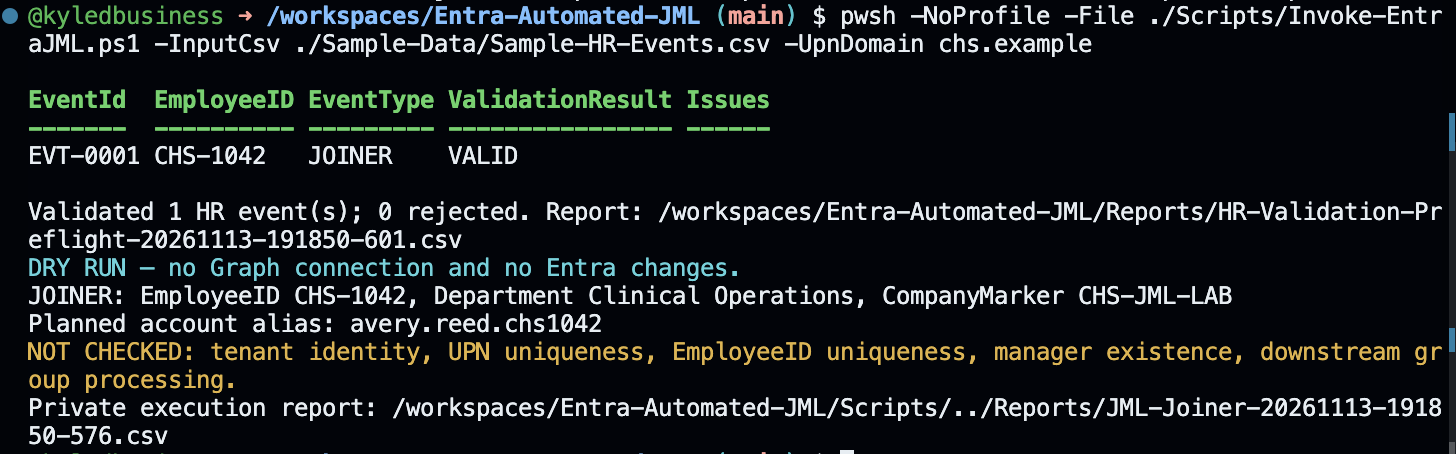 @kyledbusiness ➜ /workspaces/Entra-Automated-JML (main) $ pwsh -NoProfile -File ./Scripts/Invoke-Entr
aJML.ps1 -InputCsv ./Sample-Data/Sample-HR-Events.csv -UpnDomain chs.example
EventId EmployeeID EventType ValidationResult Issues
------- ---------- --------- ---------------- ------
EVT-0001 CHS-1042 JOINER VALID
Validated 1 HR event(s); 0 rejected. Report: /workspaces/Entra-Automated-JML/Reports/HR-Validation-Pr
eflight-20261113-191850-601.csv
DRY RUN — no Graph connection and no Entra changes.
JOINER: EmployeeID CHS-1042, Department Clinical Operations, CompanyMarker CHS-JML-LAB
Planned account alias: avery.reed.chs1042
NOT CHECKED: tenant identity, UPN uniqueness, EmployeeID uniqueness, manager existence, downstream gr
oup processing.
Private execution report: /workspaces/Entra-Automated-JML/Scripts/../Reports/JML-Joiner-20261113-1918
50-576.csv